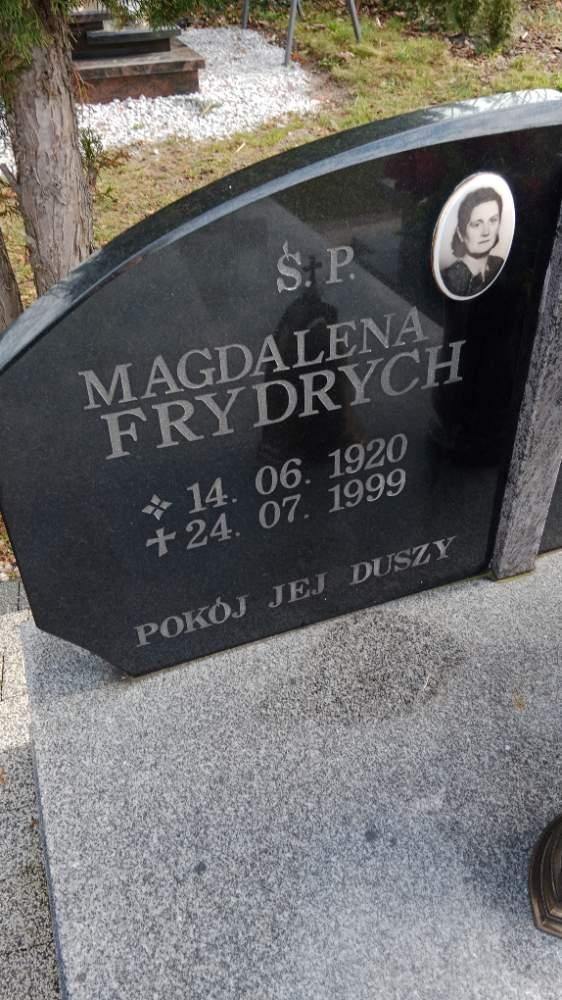 Ś.P.
MAGDALENA
FRYDRYCH
14. 06. 1920
24. 07. 1999
POKÓJ JEJ DUSZY